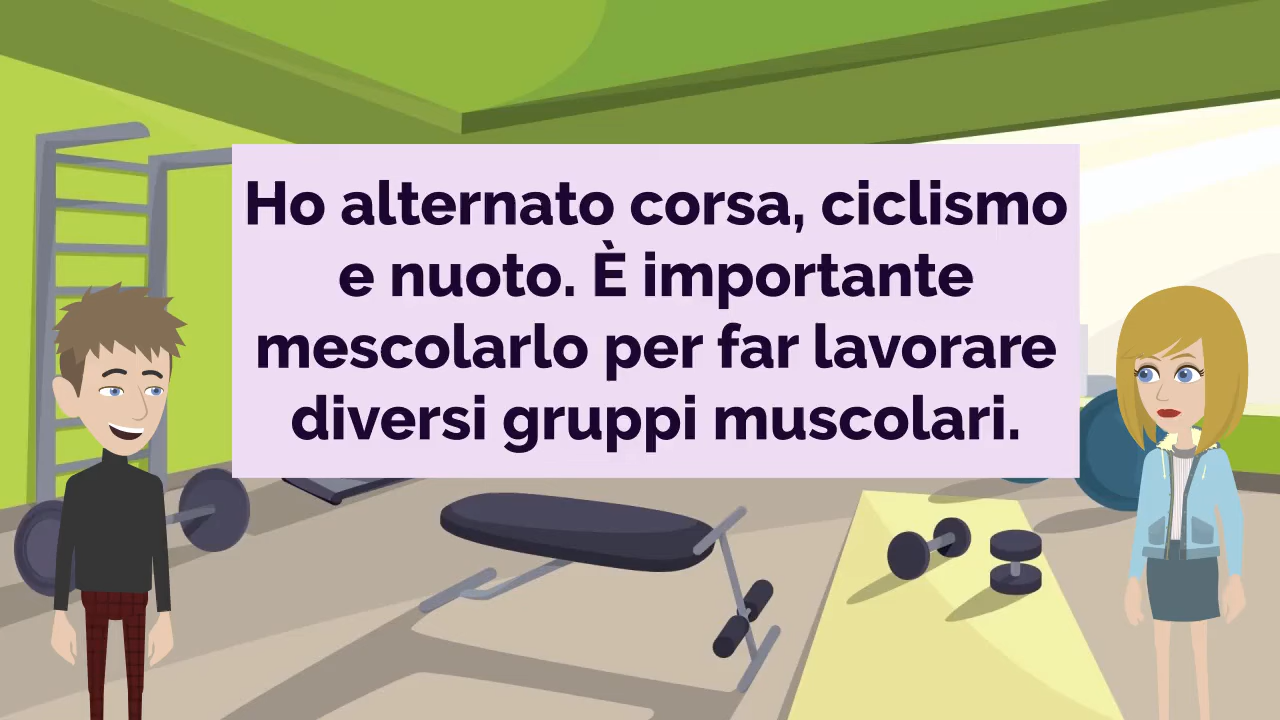 Ho alternato corsa, ciclismo
e nuoto. È importante
mescolarlo per far lavorare
diversi gruppi muscolari.